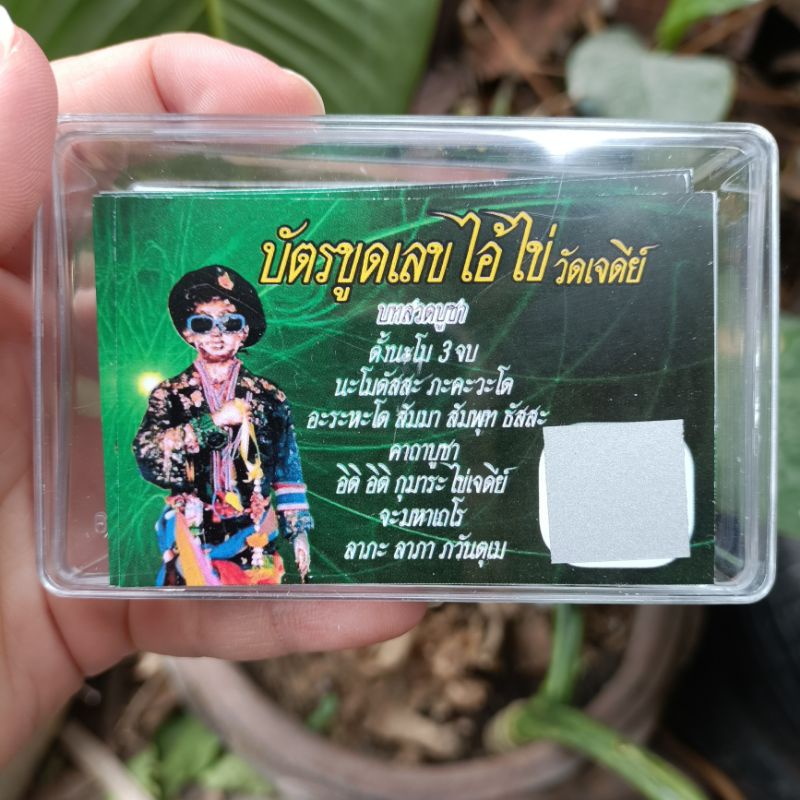 บัตรขูดเลข ไอ้ไข่ วัดเจดีย์
บทสวดบูชา
ตั้งนะโม 3 จบ
นะโมตัสสะ ภะคะวะโต
อะระหะโต สัมมา สัมพุท ธัสสะ
คาถาบูชา
อิติ อิติ กุมาระ ไข่เจดีย์
จะมหาเถโร
ลาภะ ลาภา ภวันตุเม